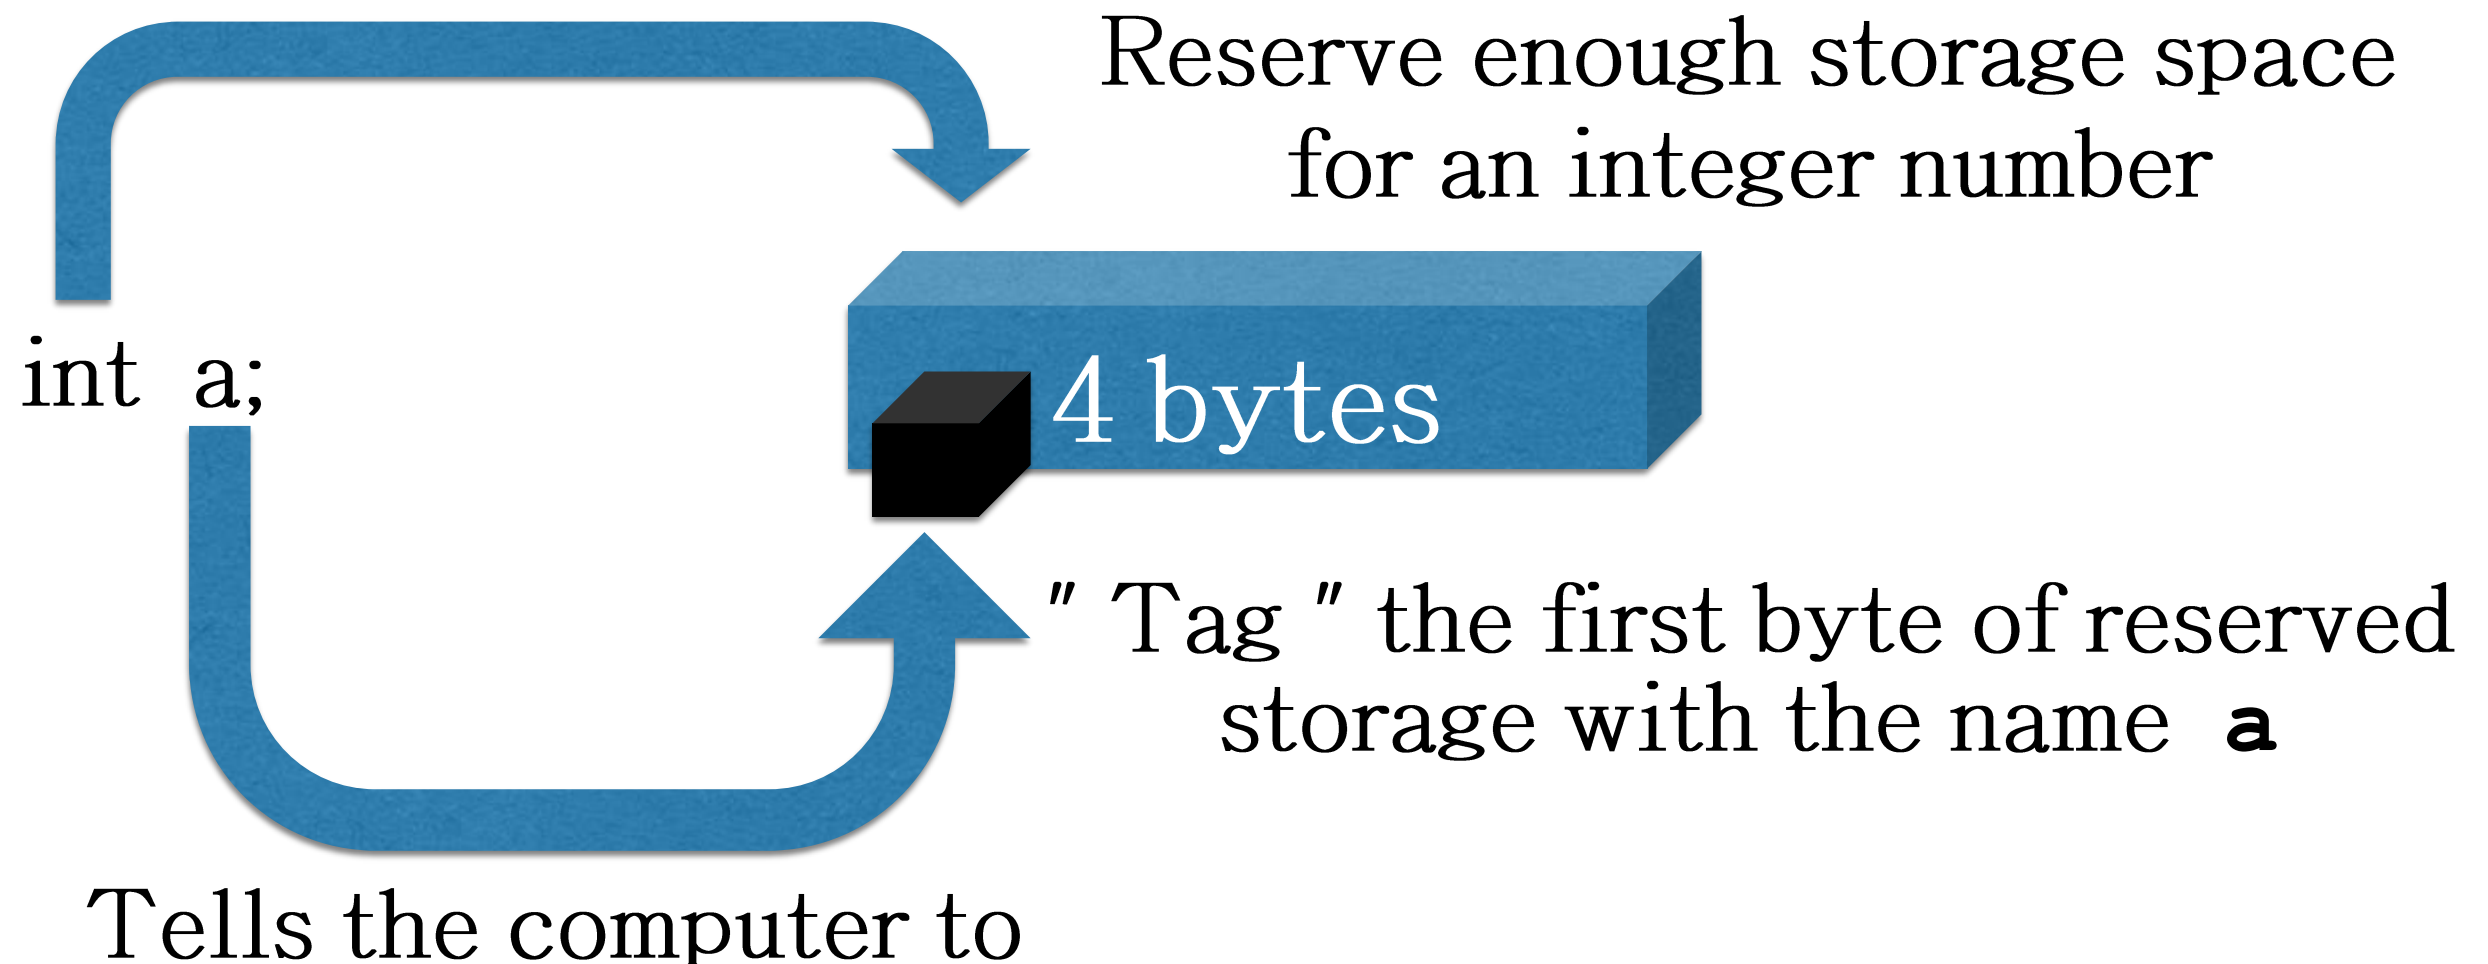 Reserve enough storage space
for an integer number
int a;
4 bytes
" Tag " the first byte of reserved
storage with the name a
Tells the computer to